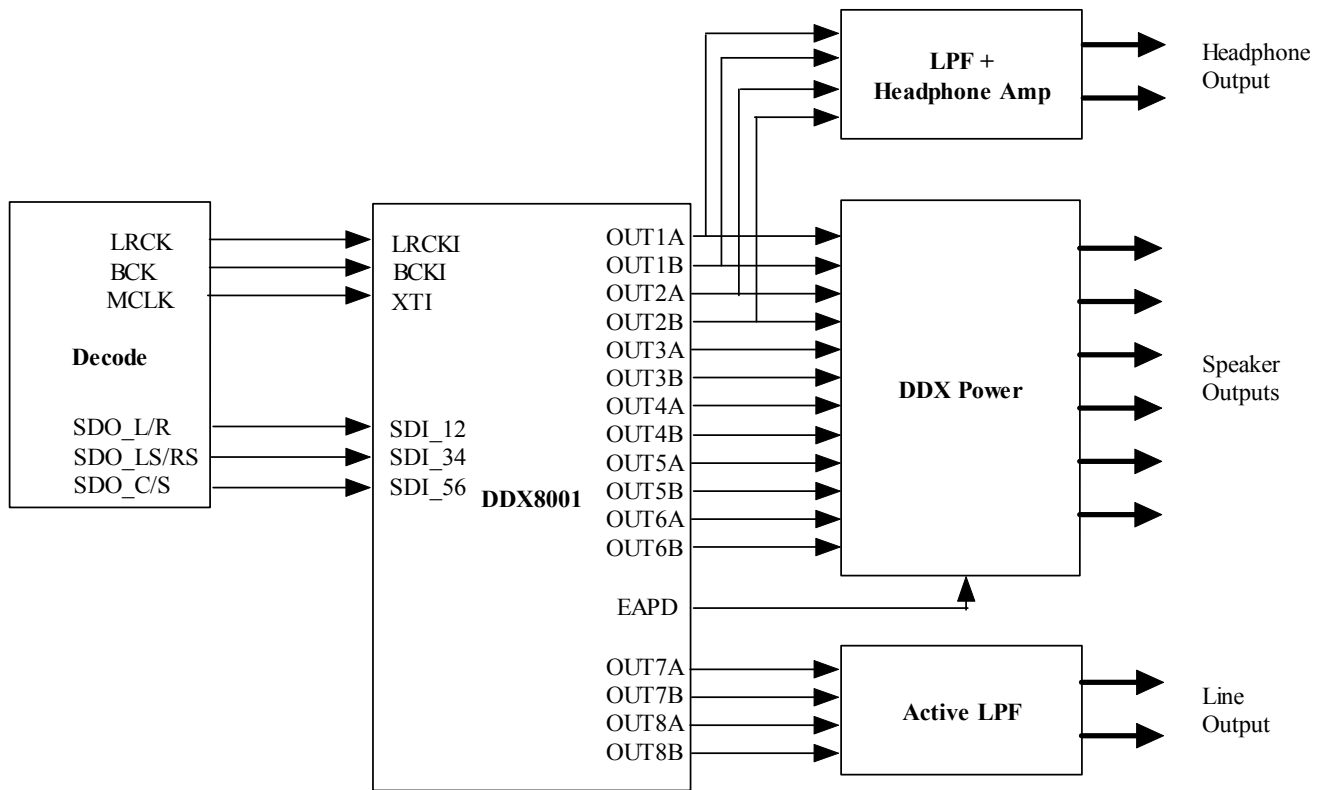 LPF +
Headphone Amp
Headphone
Output
LRCK
BCK
MCLK
Decode
SDO_L/R
SDO_LS/RS
SDO_C/S
LRCKI
BCKI
XTI
SDI_12
SDI_34
SDI_56
DDX8001
OUT1A
OUT1B
OUT2A
OUT2B
OUT3A
OUT3B
OUT4A
OUT4B
OUT5A
OUT5B
OUT6A
OUT6B
EAPD
OUT7A
OUT7B
OUT8A
OUT8B
DDX Power
Speaker
Outputs
Active LPF
Line
Output